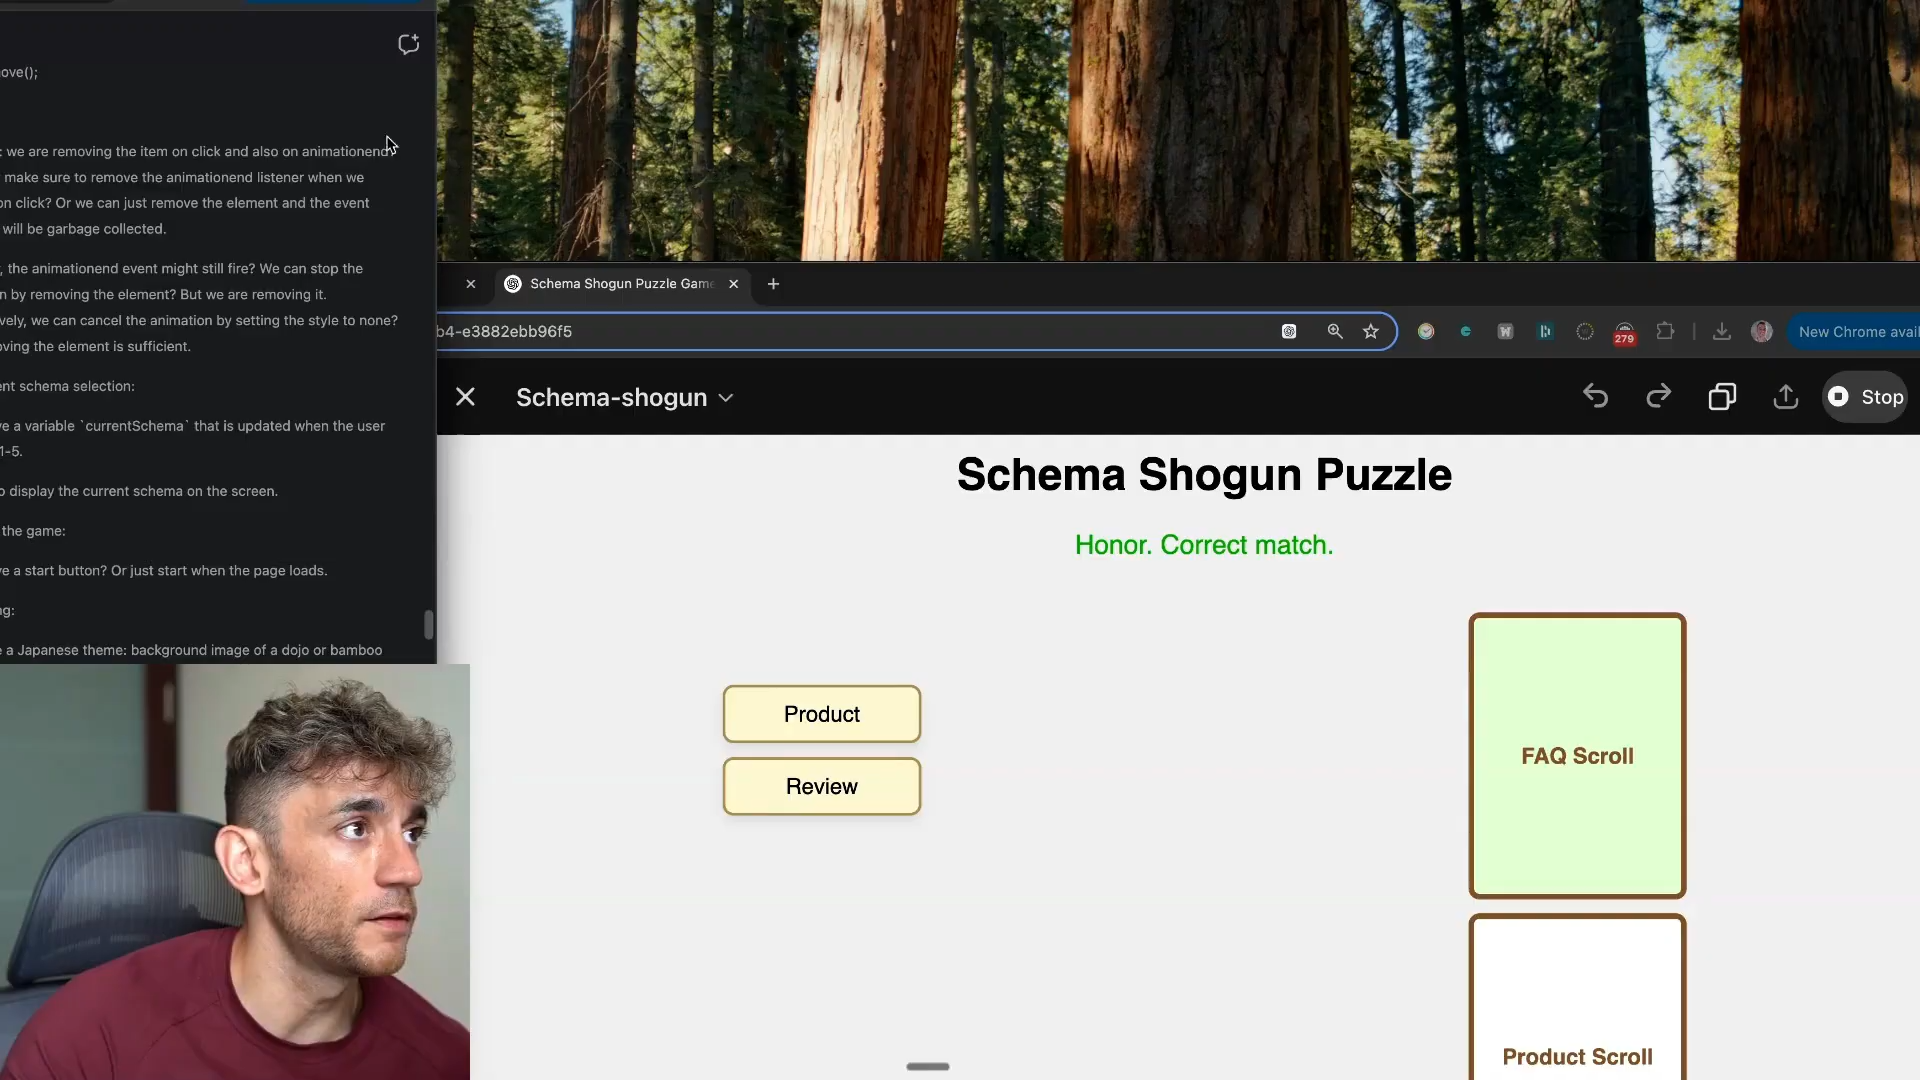 ove();
: we are removing the item on click and also on animationend
make sure to remove the animationend listener when we
on click? Or we can just remove the element and the event
will be garbage collected.
, the animationend event might still fire? We can stop the
n by removing the element? But we are removing it.
vely, we can cancel the animation by setting the style to none?
oving the element is sufficient.
ent schema selection:
ve a variable `currentSchema` that is updated when the user
1-5.
o display the current schema on the screen.
the game:
ve a start button? Or just start when the page loads.
ng:
e a Japanese theme: background image of a dojo or bamboo
Schema Shogun Puzzle Game
b4-e3882ebb96f5
279
New Chrome avail
Schema-shogun
Stop
Schema Shogun Puzzle
Honor. Correct match.
Product
Review
FAQ Scroll
Product Scroll